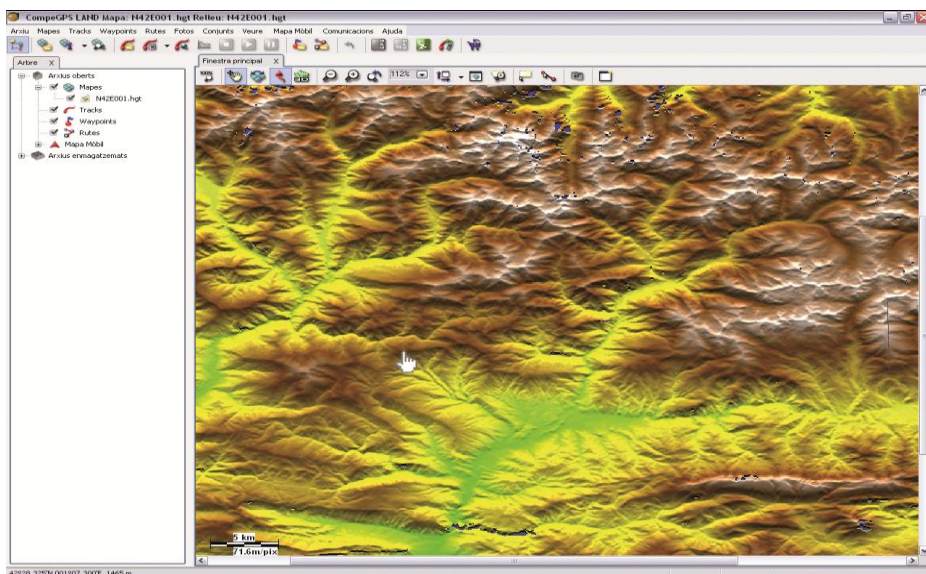 CompeGPS LAND Mapa: N42E001.hgt Relleu: N42E001.hgt
Arxiu Mapes Tracks Waypoints Rutes Fotos Conjunts Veure Mapa Mòbil Comunicacions Ajuda
Arbre X
Finestra principal X
112%
Arxius oberts
Mapes
N42E001.hgt
Tracks
Waypoints
Rutes
Mapa Mòbil
Arxius enmagatzemats
5 km
71.6m/pix